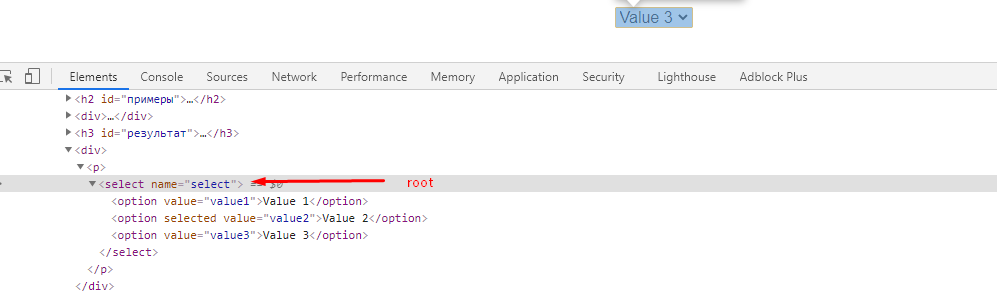 Value 3
Elements Console Sources Network Performance Memory Application Security Lighthouse Adblock Plus
<h2 id="примеры">…</h2>
<div>…</div>
<h3 id="результат">…</h3>
<div>
<p>
<select name="select"> == $0 root
<option value="value1">Value 1</option>
<option selected value="value2">Value 2</option>
<option value="value3">Value 3</option>
</select>
</p>
</div>